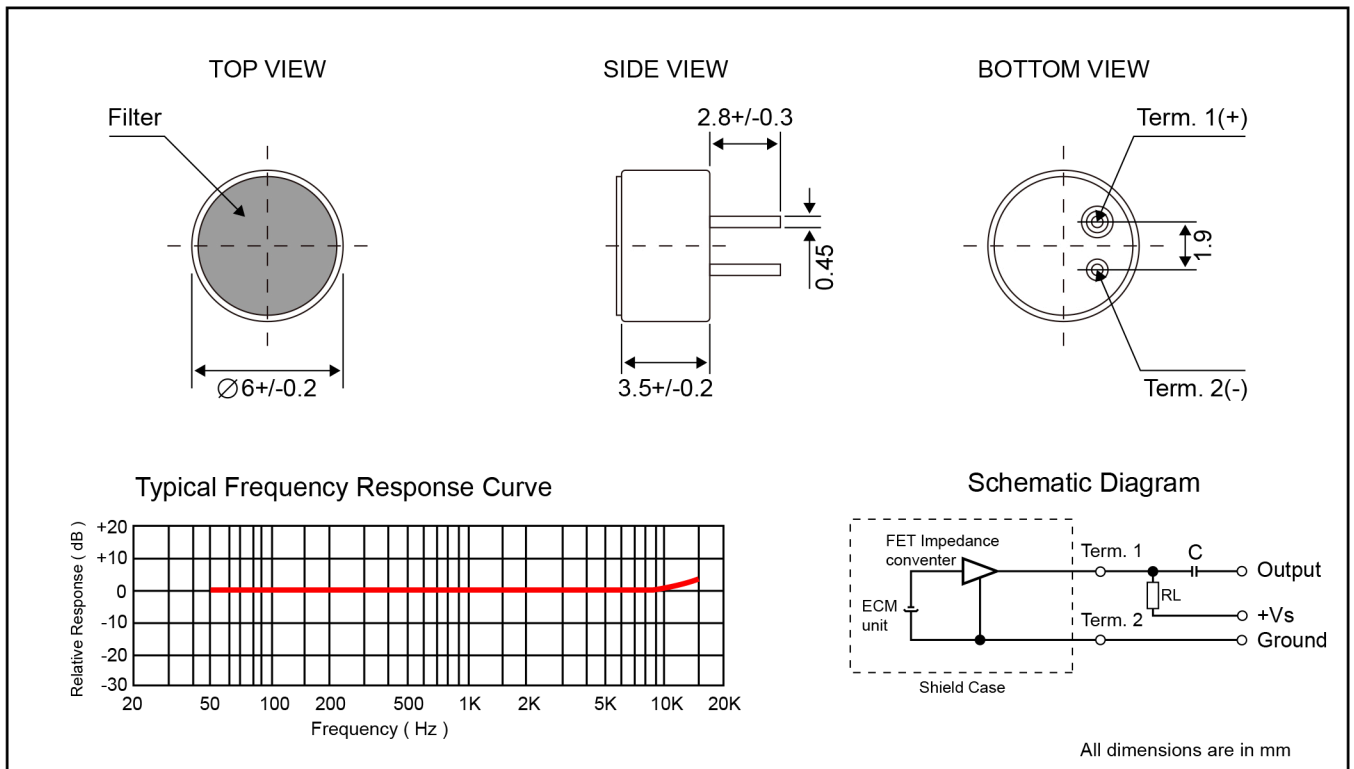 TOP VIEW
SIDE VIEW
BOTTOM VIEW
Filter
2.8+/-0.3
Term. 1(+)
0.45
1.9
∅6+/-0.2
3.5+/-0.2
Term. 2(-)
Typical Frequency Response Curve
Relative Response ( dB )
+20
+10
0
-10
-20
-30
20 50 100 200 500 1K 2K 5K 10K 20K
Frequency ( Hz )
Schematic Diagram
FET Impedance
conventer
Term. 1
C
Output
RL
ECM
unit
Term. 2
+Vs
Ground
Shield Case
All dimensions are in mm